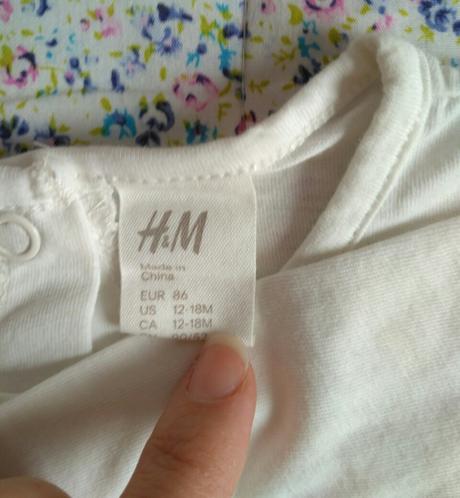 H&M
Made in
China
EUR 86
US 12-18M
CA 12-18M